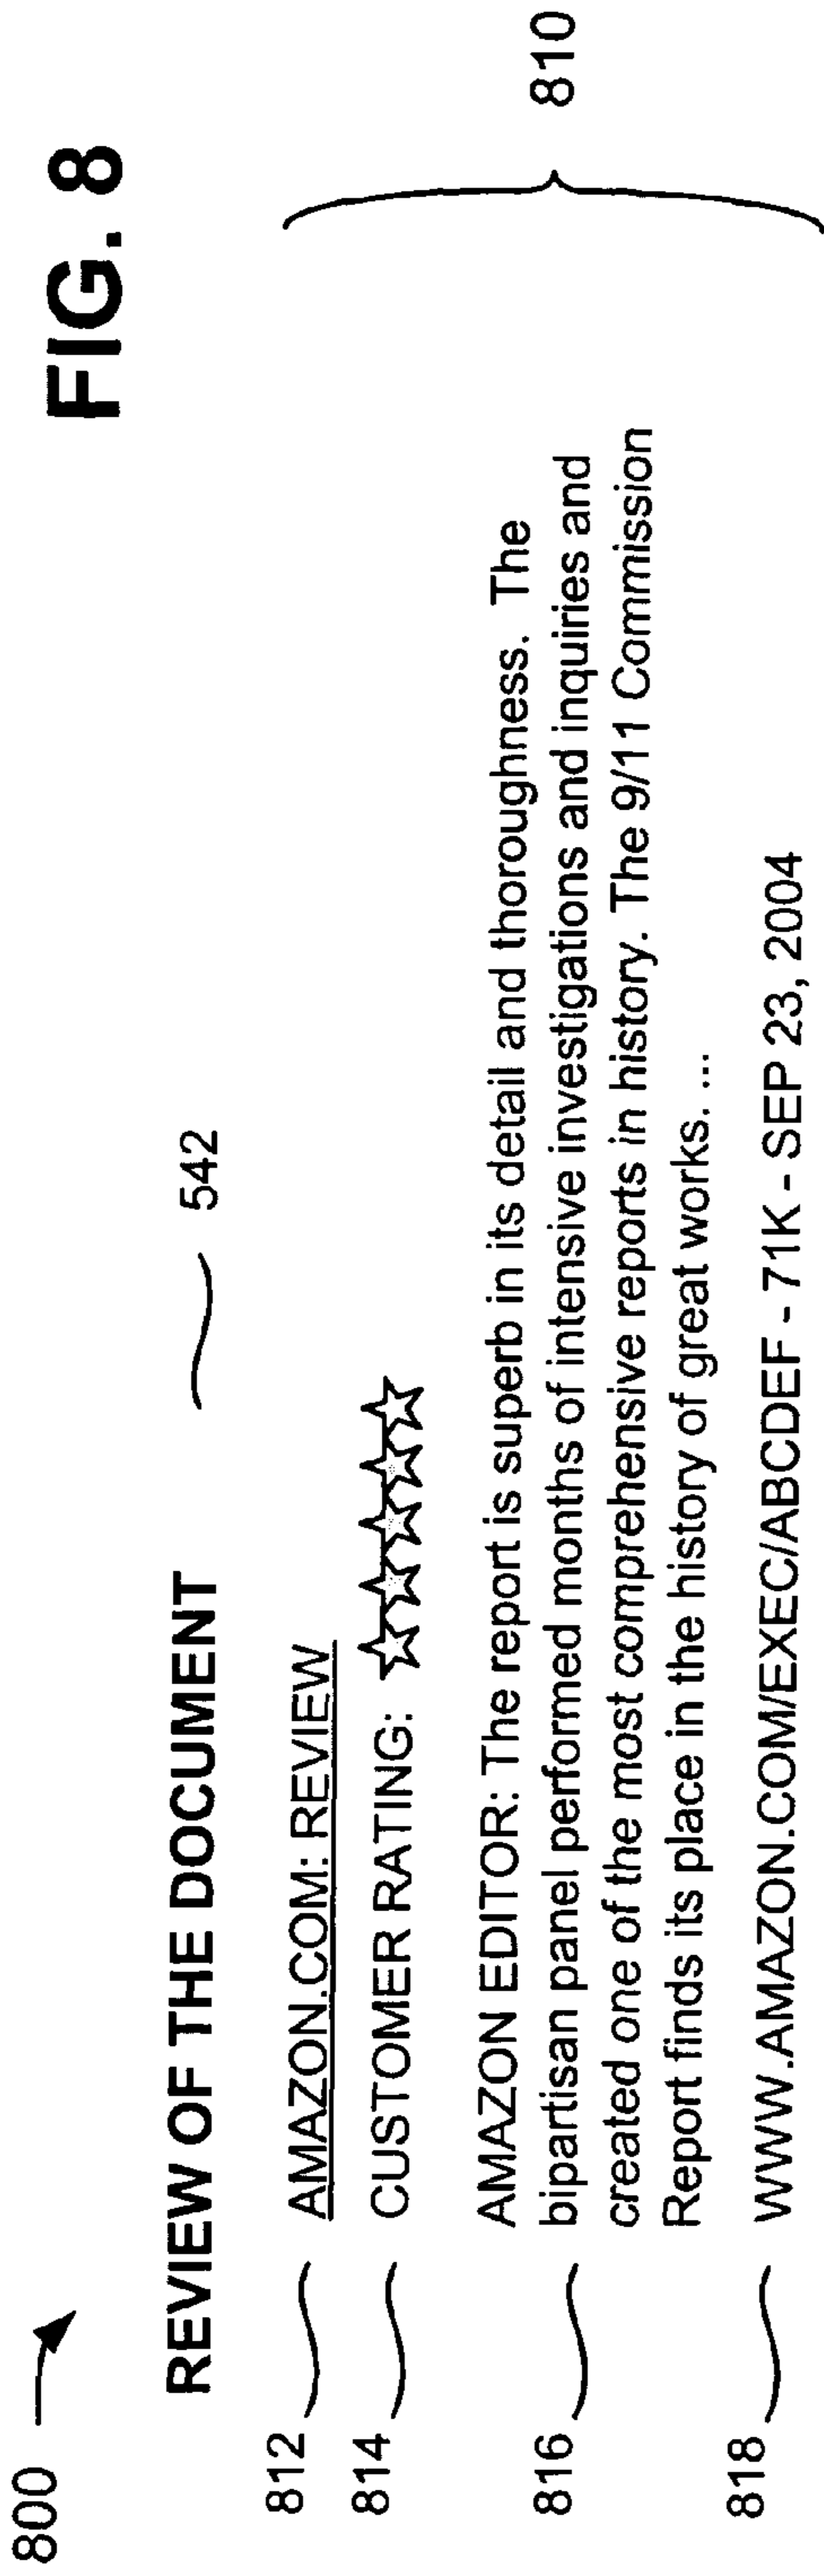 FIG. 8
800
REVIEW OF THE DOCUMENT 542
812 AMAZON.COM: REVIEW
814 CUSTOMER RATING:
810
816 AMAZON EDITOR: The report is superb in its detail and thoroughness. The
bipartisan panel performed months of intensive investigations and inquiries and
created one of the most comprehensive reports in history. The 9/11 Commission
Report finds its place in the history of great works. ...
818 WWW.AMAZON.COM/EXEC/ABCDEF - 71K - SEP 23, 2004